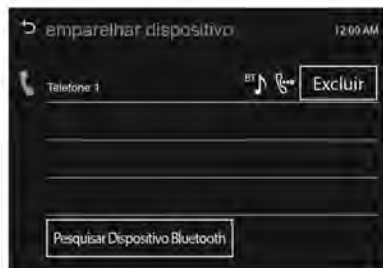 emparelhar dispositivo 12:00 AM
Telefone 1 BT Excluir
Pesquisar Dispositivo Bluetooth